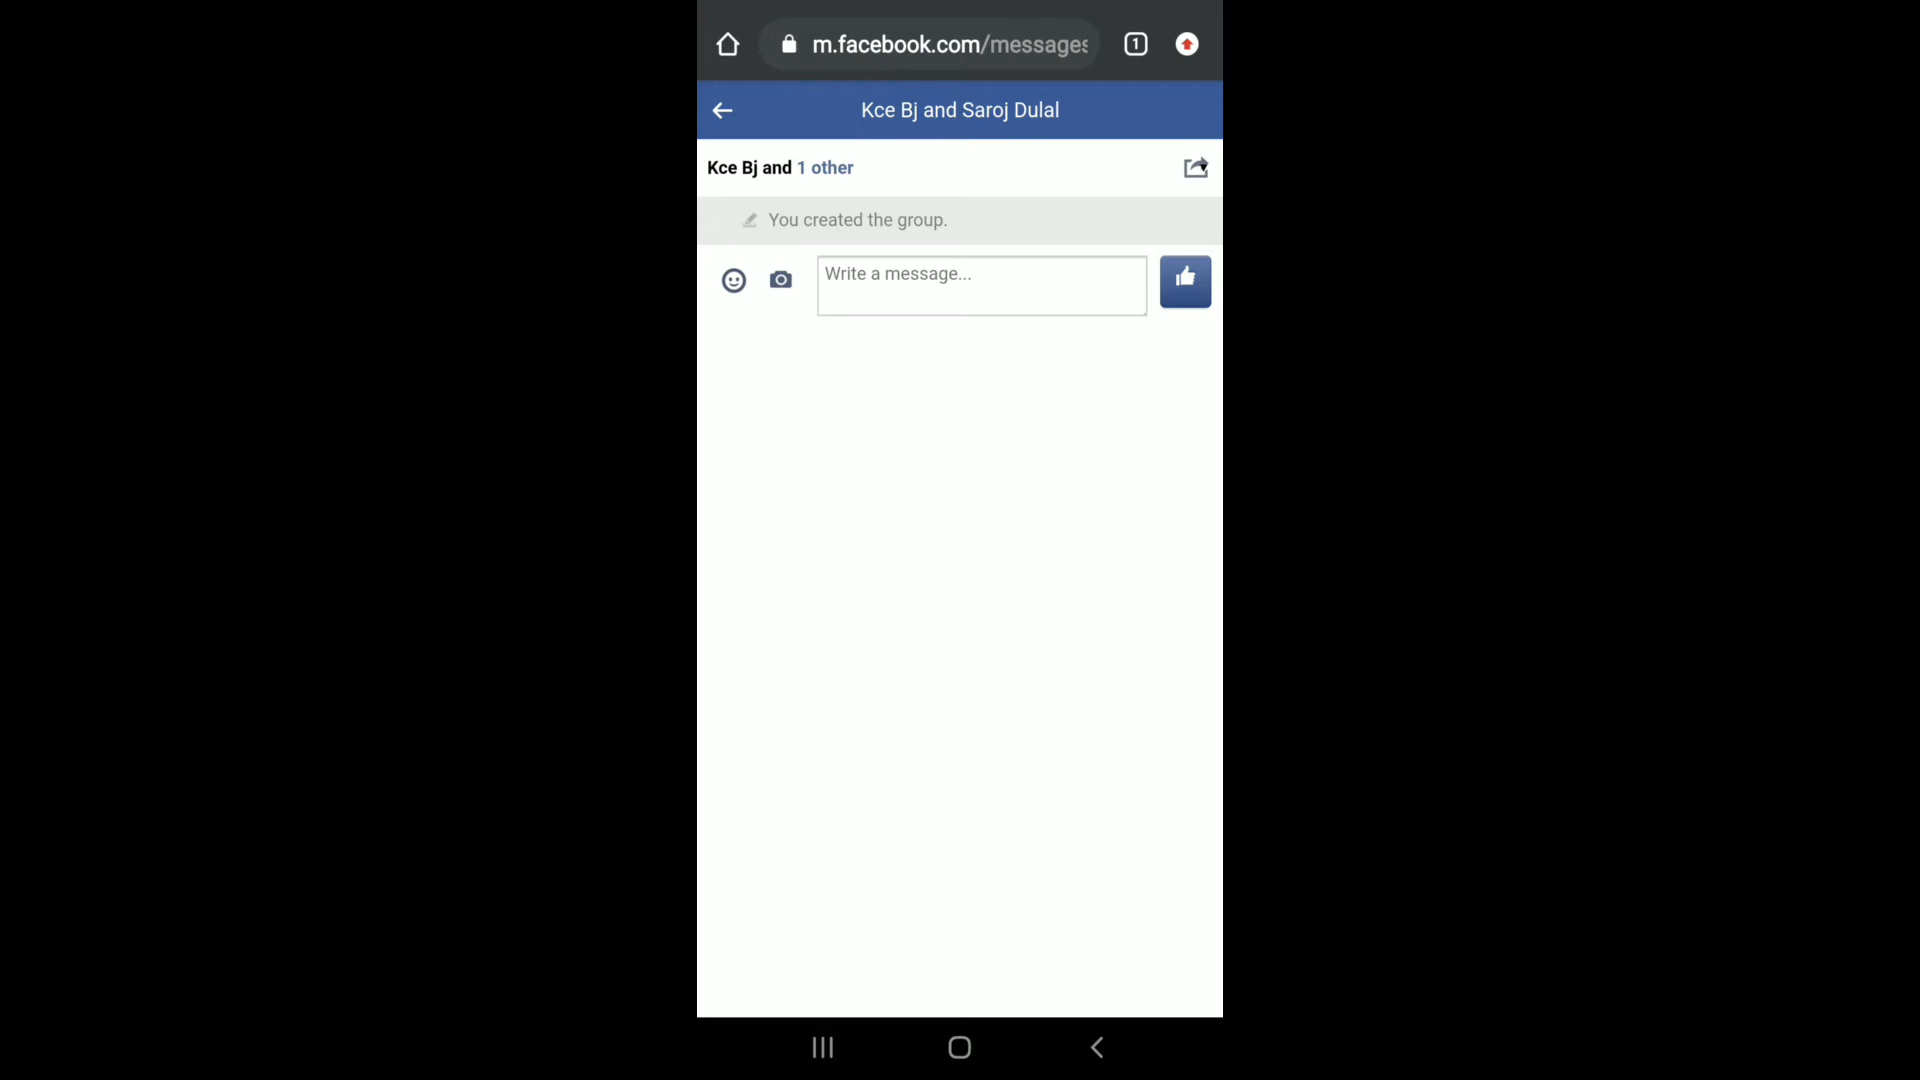 m.facebook.com/messages
1
Kce Bj and Saroj Dulal
Kce Bj and 1 other
You created the group.
Write a message...